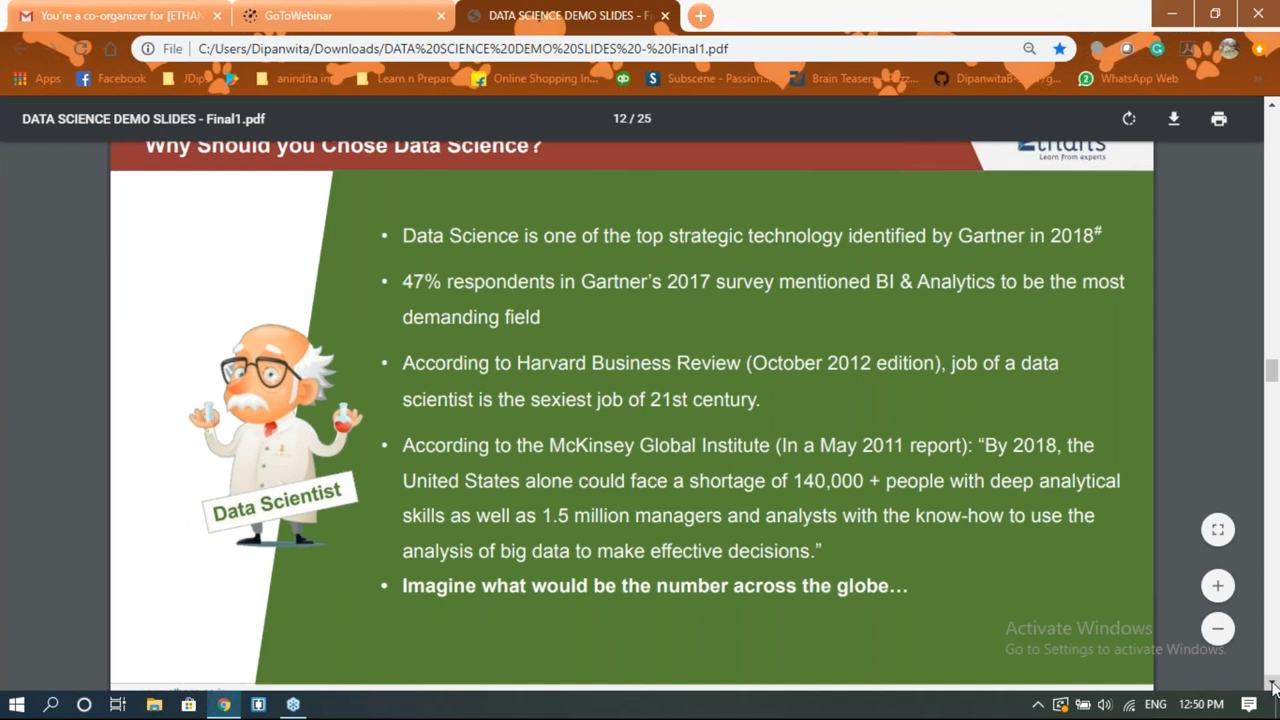 You're a co-organizer for [ETHAN
GoToWebinar
DATA SCIENCE DEMO SLIDES - F
File
C:/Users/Dipanwita/Downloads/DATA%20SCIENCE%20DEMO%20SLIDES%20-%20Final1.pdf
Apps
Facebook
JDip
anindita in
Learn n Prepare
Online Shopping In...
Subscene - Passion...
Brain Teasers
DipanwitaB
WhatsApp Web
DATA SCIENCE DEMO SLIDES - Final1.pdf
12 / 25
Why Should you Chose Data Science?
Learn from experts
• Data Science is one of the top strategic technology identified by Gartner in 2018#
• 47% respondents in Gartner's 2017 survey mentioned BI & Analytics to be the most
demanding field
• According to Harvard Business Review (October 2012 edition), job of a data
scientist is the sexiest job of 21st century.
• According to the McKinsey Global Institute (In a May 2011 report): “By 2018, the
United States alone could face a shortage of 140,000 + people with deep analytical
skills as well as 1.5 million managers and analysts with the know-how to use the
analysis of big data to make effective decisions.”
• Imagine what would be the number across the globe…
Data Scientist
Activate Windows
Go to Settings to activate Windows.
ENG
12:50 PM